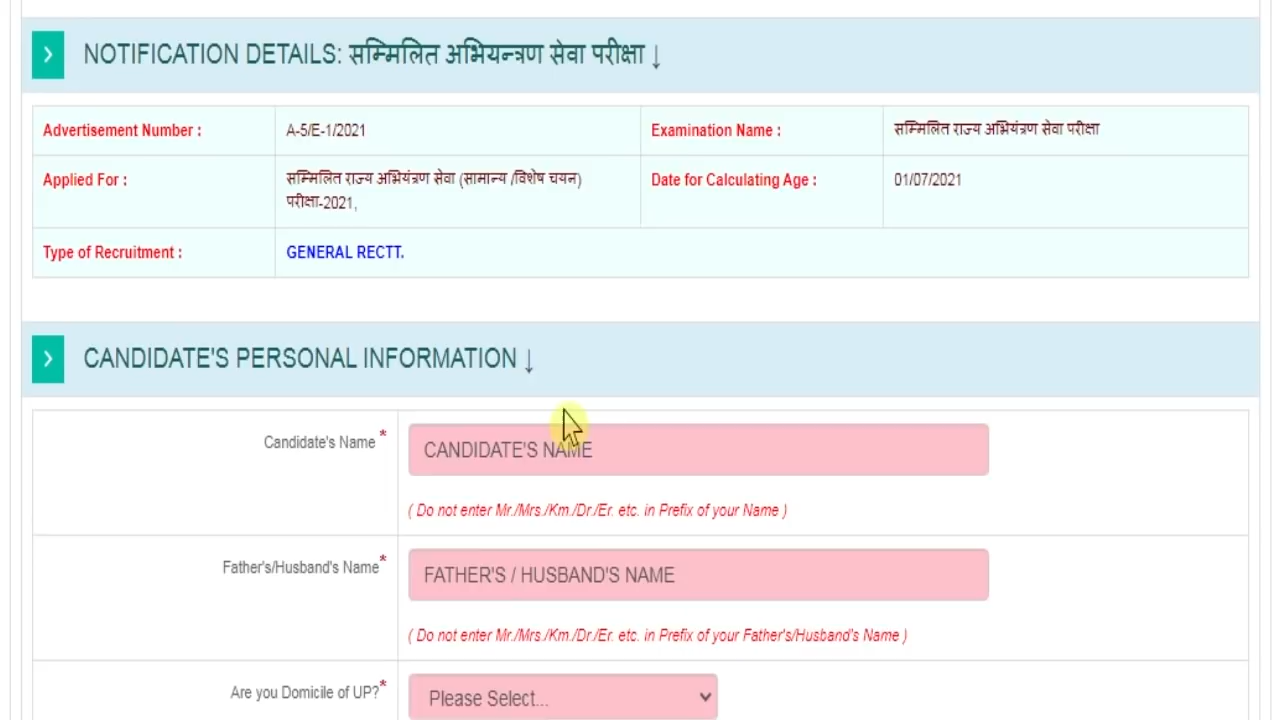 NOTIFICATION DETAILS: सम्मिलित अभियन्त्रण सेवा परीक्षा ↓
Advertisement Number : A-5/E-1/2021 Examination Name : सम्मिलित राज्य अभियंत्रण सेवा परीक्षा
Applied For : सम्मिलित राज्य अभियंत्रण सेवा (सामान्य /विशेष चयन) Date for Calculating Age : 01/07/2021
परीक्षा-2021,
Type of Recruitment : GENERAL RECTT.
CANDIDATE'S PERSONAL INFORMATION ↓
Candidate's Name * CANDIDATE'S NAME
( Do not enter Mr./Mrs./Km./Dr./Er. etc. in Prefix of your Name )
Father's/Husband's Name* FATHER'S / HUSBAND'S NAME
( Do not enter Mr./Mrs./Km./Dr./Er. etc. in Prefix of your Father's/Husband's Name )
Are you Domicile of UP?* Please Select...